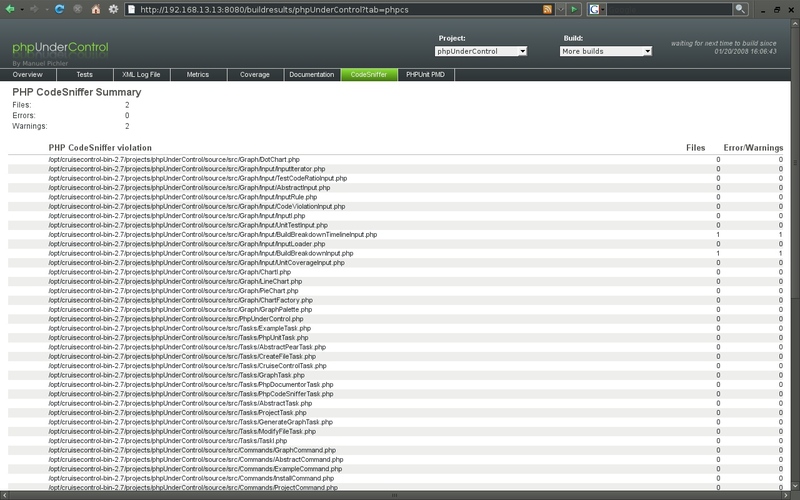 http://192.168.13.13:8080/buildresults/phpUnderControl?tab=phpcs
phpUnderControl
By Manuel Pichler
Project:
phpUnderControl
Build:
More builds
waiting for next time to build since
01/20/2008 16:06:43
Overview Tests XML Log File Metrics Coverage Documentation CodeSniffer PHPUnit PMD
PHP CodeSniffer Summary
Files: 2
Errors: 0
Warnings: 2
PHP CodeSniffer violation Files Error/Warnings
/opt/cruisecontrol-bin-2.7/projects/phpUnderControl/source/src/Graph/DotChart.php 0 0
/opt/cruisecontrol-bin-2.7/projects/phpUnderControl/source/src/Graph/Input/InputIterator.php 0 0
/opt/cruisecontrol-bin-2.7/projects/phpUnderControl/source/src/Graph/Input/TestCodeRatioInput.php 0 0
/opt/cruisecontrol-bin-2.7/projects/phpUnderControl/source/src/Graph/Input/AbstractInput.php 0 0
/opt/cruisecontrol-bin-2.7/projects/phpUnderControl/source/src/Graph/Input/InputRule.php 0 0
/opt/cruisecontrol-bin-2.7/projects/phpUnderControl/source/src/Graph/Input/CodeViolationInput.php 0 0
/opt/cruisecontrol-bin-2.7/projects/phpUnderControl/source/src/Graph/Input/InputI.php 0 0
/opt/cruisecontrol-bin-2.7/projects/phpUnderControl/source/src/Graph/Input/UnitTestInput.php 0 0
/opt/cruisecontrol-bin-2.7/projects/phpUnderControl/source/src/Graph/Input/BuildBreakdownTimelineInput.php 1 1
/opt/cruisecontrol-bin-2.7/projects/phpUnderControl/source/src/Graph/Input/InputLoader.php 0 0
/opt/cruisecontrol-bin-2.7/projects/phpUnderControl/source/src/Graph/Input/BuildBreakdownInput.php 1 1
/opt/cruisecontrol-bin-2.7/projects/phpUnderControl/source/src/Graph/Input/UnitCoverageInput.php 0 0
/opt/cruisecontrol-bin-2.7/projects/phpUnderControl/source/src/Graph/ChartI.php 0 0
/opt/cruisecontrol-bin-2.7/projects/phpUnderControl/source/src/Graph/LineChart.php 0 0
/opt/cruisecontrol-bin-2.7/projects/phpUnderControl/source/src/Graph/PieChart.php 0 0
/opt/cruisecontrol-bin-2.7/projects/phpUnderControl/source/src/Graph/ChartFactory.php 0 0
/opt/cruisecontrol-bin-2.7/projects/phpUnderControl/source/src/Graph/GraphPalette.php 0 0
/opt/cruisecontrol-bin-2.7/projects/phpUnderControl/source/src/PhpUnderControl.php 0 0
/opt/cruisecontrol-bin-2.7/projects/phpUnderControl/source/src/Tasks/ExampleTask.php 0 0
/opt/cruisecontrol-bin-2.7/projects/phpUnderControl/source/src/Tasks/PhpUnitTask.php 0 0
/opt/cruisecontrol-bin-2.7/projects/phpUnderControl/source/src/Tasks/AbstractPearTask.php 0 0
/opt/cruisecontrol-bin-2.7/projects/phpUnderControl/source/src/Tasks/CreateFileTask.php 0 0
/opt/cruisecontrol-bin-2.7/projects/phpUnderControl/source/src/Tasks/CruiseControlTask.php 0 0
/opt/cruisecontrol-bin-2.7/projects/phpUnderControl/source/src/Tasks/GraphTask.php 0 0
/opt/cruisecontrol-bin-2.7/projects/phpUnderControl/source/src/Tasks/PhpDocumentorTask.php 0 0
/opt/cruisecontrol-bin-2.7/projects/phpUnderControl/source/src/Tasks/PhpCodeSnifferTask.php 0 0
/opt/cruisecontrol-bin-2.7/projects/phpUnderControl/source/src/Tasks/AbstractTask.php 0 0
/opt/cruisecontrol-bin-2.7/projects/phpUnderControl/source/src/Tasks/ProjectTask.php 0 0
/opt/cruisecontrol-bin-2.7/projects/phpUnderControl/source/src/Tasks/GenerateGraphTask.php 0 0
/opt/cruisecontrol-bin-2.7/projects/phpUnderControl/source/src/Tasks/ModifyFileTask.php 0 0
/opt/cruisecontrol-bin-2.7/projects/phpUnderControl/source/src/Tasks/TaskI.php 0 0
/opt/cruisecontrol-bin-2.7/projects/phpUnderControl/source/src/Commands/GraphCommand.php 0 0
/opt/cruisecontrol-bin-2.7/projects/phpUnderControl/source/src/Commands/AbstractCommand.php 0 0
/opt/cruisecontrol-bin-2.7/projects/phpUnderControl/source/src/Commands/ExampleCommand.php 0 0
/opt/cruisecontrol-bin-2.7/projects/phpUnderControl/source/src/Commands/InstallCommand.php 0 0
/opt/cruisecontrol-bin-2.7/projects/phpUnderControl/source/src/Commands/ProjectCommand.php 0 0